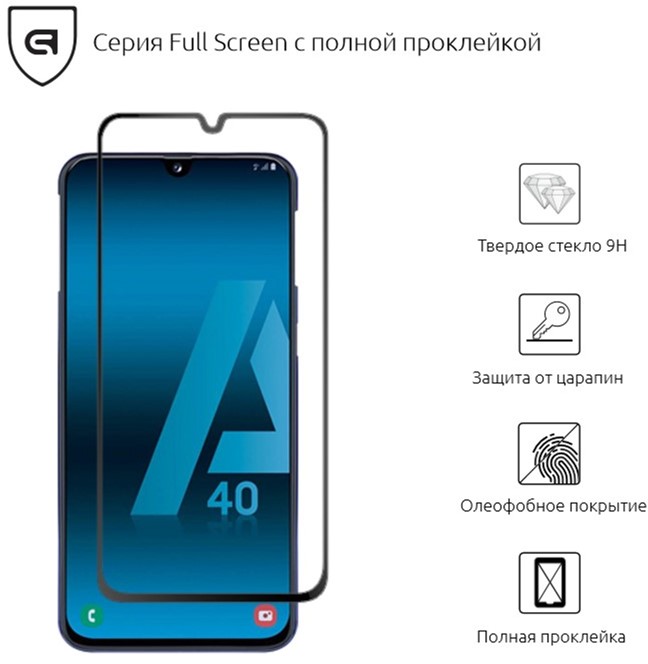 Серия Full Screen с полной проклейкой
Твердое стекло 9H
Защита от царапин
Олеофобное покрытие
Полная проклейка
A
40